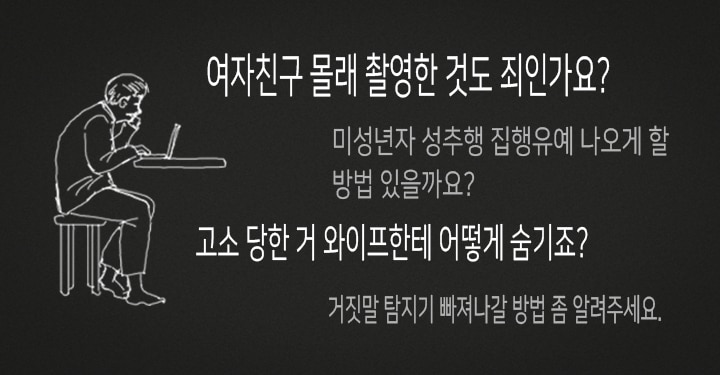 여자친구 몰래 촬영한 것도 죄인가요?
미성년자 성추행 집행유예 나오게 할
방법 있을까요?
고소 당한 거 와이프한테 어떻게 숨기죠?
거짓말 탐지기 빠져나갈 방법 좀 알려주세요.